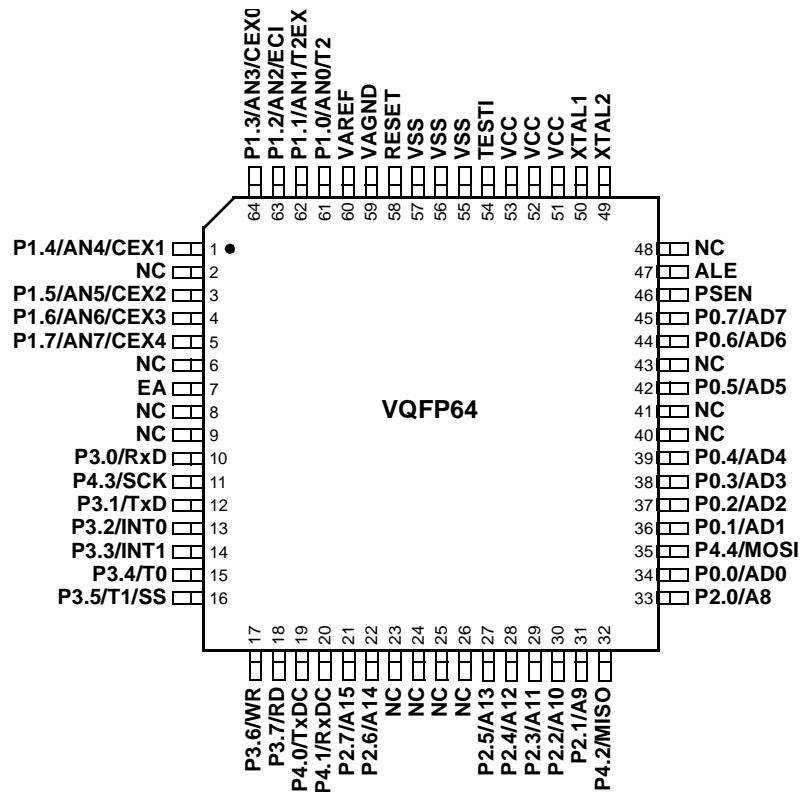 P1.3/AN3/CEX0
P1.2/AN2/ECI
P1.1/AN1/T2EX
P1.0/AN0/T2
VAREF
VAGND
RESET
VSS
VSS
VSS
TESTI
VCC
VCC
VCC
XTAL1
XTAL2
64
63
62
61
60
59
58
57
56
55
54
53
52
51
50
49
P1.4/AN4/CEX1 1
NC 2
P1.5/AN5/CEX2 3
P1.6/AN6/CEX3 4
P1.7/AN7/CEX4 5
NC 6
EA 7
NC 8
NC 9
P3.0/RxD 10
P4.3/SCK 11
P3.1/TxD 12
P3.2/INT0 13
P3.3/INT1 14
P3.4/T0 15
P3.5/T1/SS 16
VQFP64
48 NC
47 ALE
46 PSEN
45 P0.7/AD7
44 P0.6/AD6
43 NC
42 P0.5/AD5
41 NC
40 NC
39 P0.4/AD4
38 P0.3/AD3
37 P0.2/AD2
36 P0.1/AD1
35 P4.4/MOSI
34 P0.0/AD0
33 P2.0/A8
17
18
19
20
21
22
23
24
25
26
27
28
29
30
31
32
P3.6/WR
P3.7/RD
P4.0/TxDC
P4.1/RxDC
P2.7/A15
P2.6/A14
NC
NC
NC
NC
P2.5/A13
P2.4/A12
P2.3/A11
P2.2/A10
P2.1/A9
P4.2/MISO